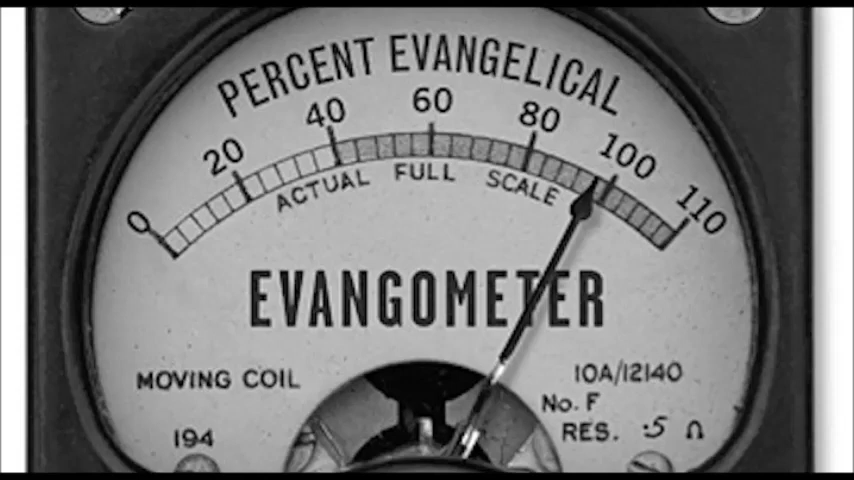 PERCENT EVANGELICAL
0 20 40 60 80 100 110
ACTUAL FULL SCALE
EVANGOMETER
MOVING COIL
10A/12140
No. F
194
RES. .5 Ω